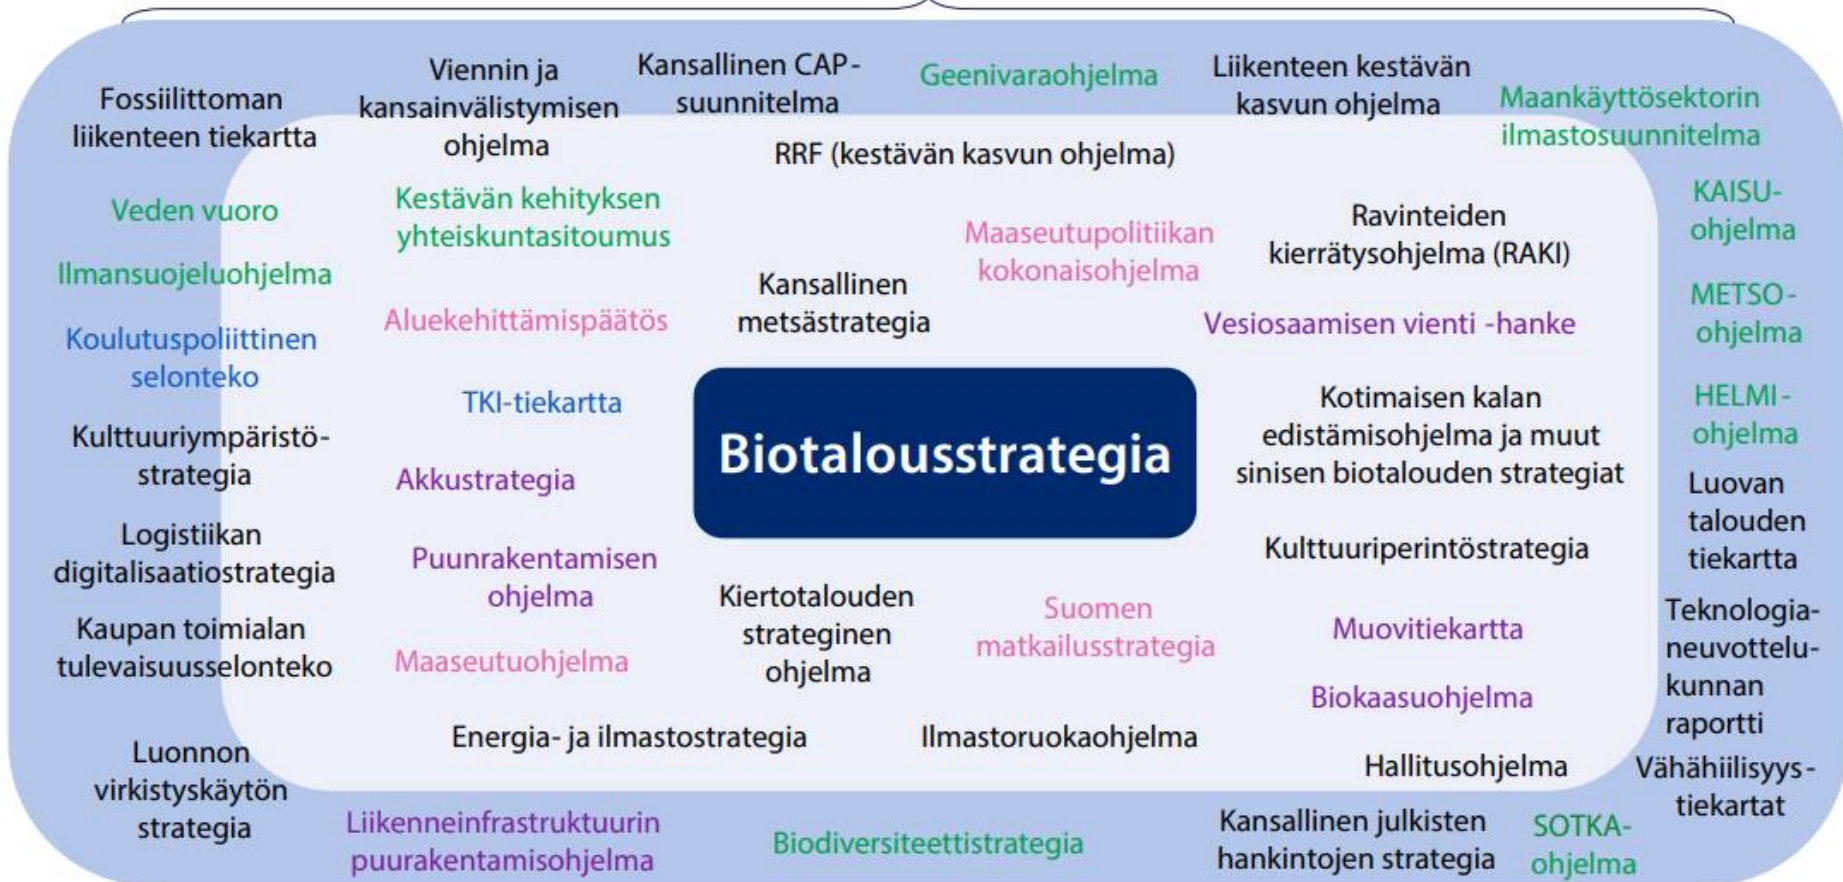 Fossiilittoman
liikenteen tiekartta
Viennin ja
kansainvälistymisen
ohjelma
Kansallinen CAP-
suunnitelma
Geenivaraohjelma
Liikenteen kestävän
kasvun ohjelma
Maankäyttösektorin
ilmastosuunnitelma
RRF (kestävän kasvun ohjelma)
Veden vuoro
Kestävän kehityksen
yhteiskuntasitoumus
Maaseutupolitiikan
kokonaisohjelma
Ravinteiden
kierrätysohjelma (RAKI)
KAISU-
ohjelma
Ilmansuojeluohjelma
Aluekehittämispäätös
Kansallinen
metsästrategia
Vesiosaamisen vienti -hanke
METSO-
ohjelma
Koulutuspoliittinen
selonteko
TKI-tiekartta
Biotalousstrategia
Kotimaisen kalan
edistämisohjelma ja muut
sinisen biotalouden strategiat
HELMI-
ohjelma
Kulttuuriympäristö-
strategia
Akkustrategia
Luovan
talouden
tiekartta
Logistiikan
digitalisaatiostrategia
Puunrakentamisen
ohjelma
Kulttuuriperintöstrategia
Kaupan toimialan
tulevaisuusselonteko
Maaseutuohjelma
Kiertotalouden
strateginen
ohjelma
Suomen
matkailusstrategia
Muovitiekartta
Teknologia-
neuvottelu-
kunnan
raportti
Biokaasuohjelma
Energia- ja ilmastostrategia
Ilmastoruokaohjelma
Hallitusohjelma
Luonnon
virkistyskäytön
strategia
Vähähiilisyys-
tiekartat
Liikenneinfrastruktuurin
puurakentamisohjelma
Biodiversiteettistrategia
Kansallinen julkisten
hankintojen strategia
SOTKA-
ohjelma